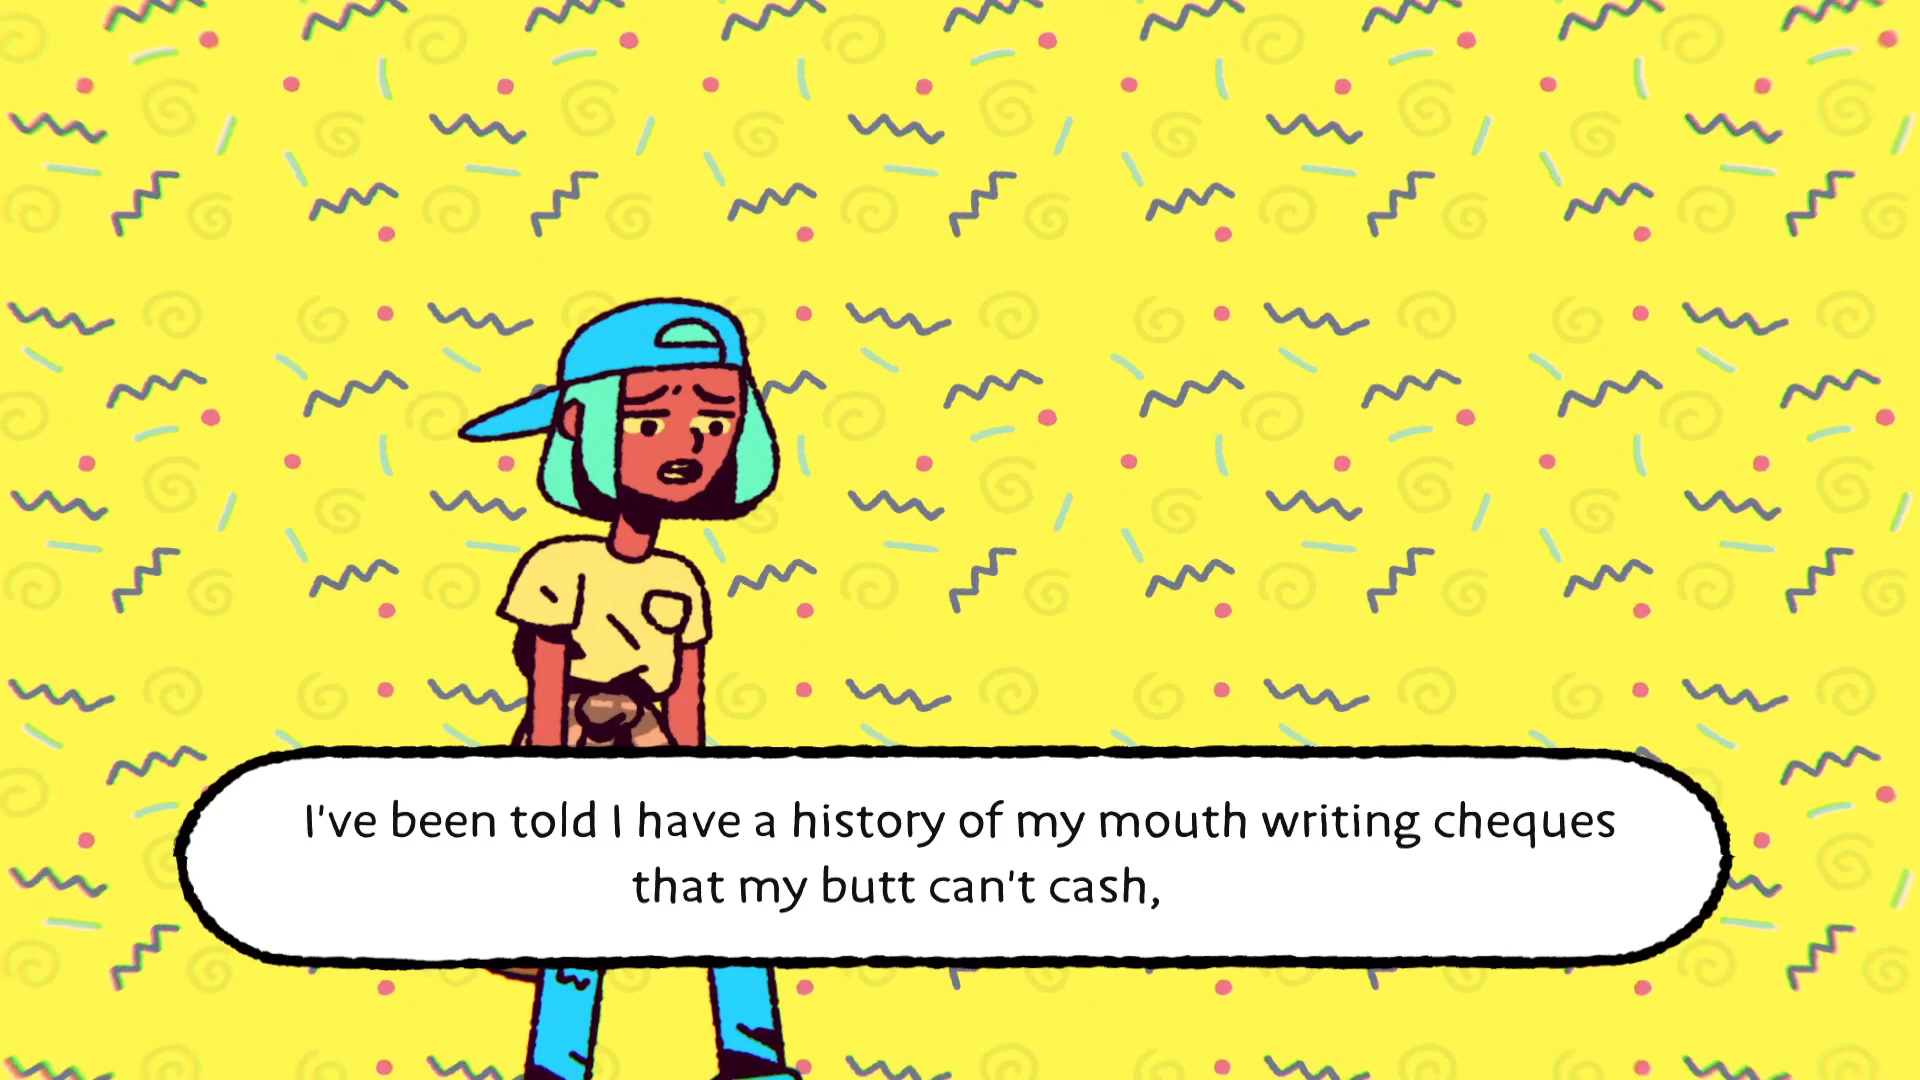 I've been told I have a history of my mouth writing cheques
that my butt can't cash,